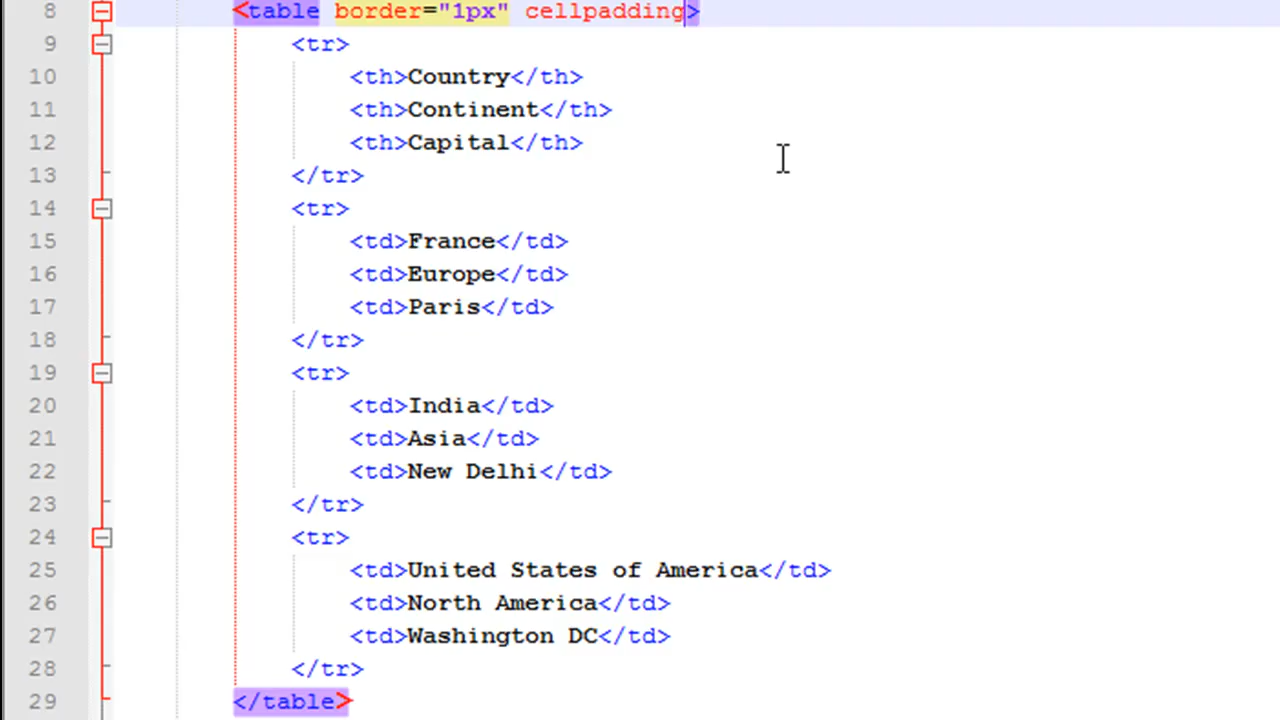 8 <table border="1px" cellpadding>
9 <tr>
10 <th>Country</th>
11 <th>Continent</th>
12 <th>Capital</th>
13 </tr>
14 <tr>
15 <td>France</td>
16 <td>Europe</td>
17 <td>Paris</td>
18 </tr>
19 <tr>
20 <td>India</td>
21 <td>Asia</td>
22 <td>New Delhi</td>
23 </tr>
24 <tr>
25 <td>United States of America</td>
26 <td>North America</td>
27 <td>Washington DC</td>
28 </tr>
29 </table>